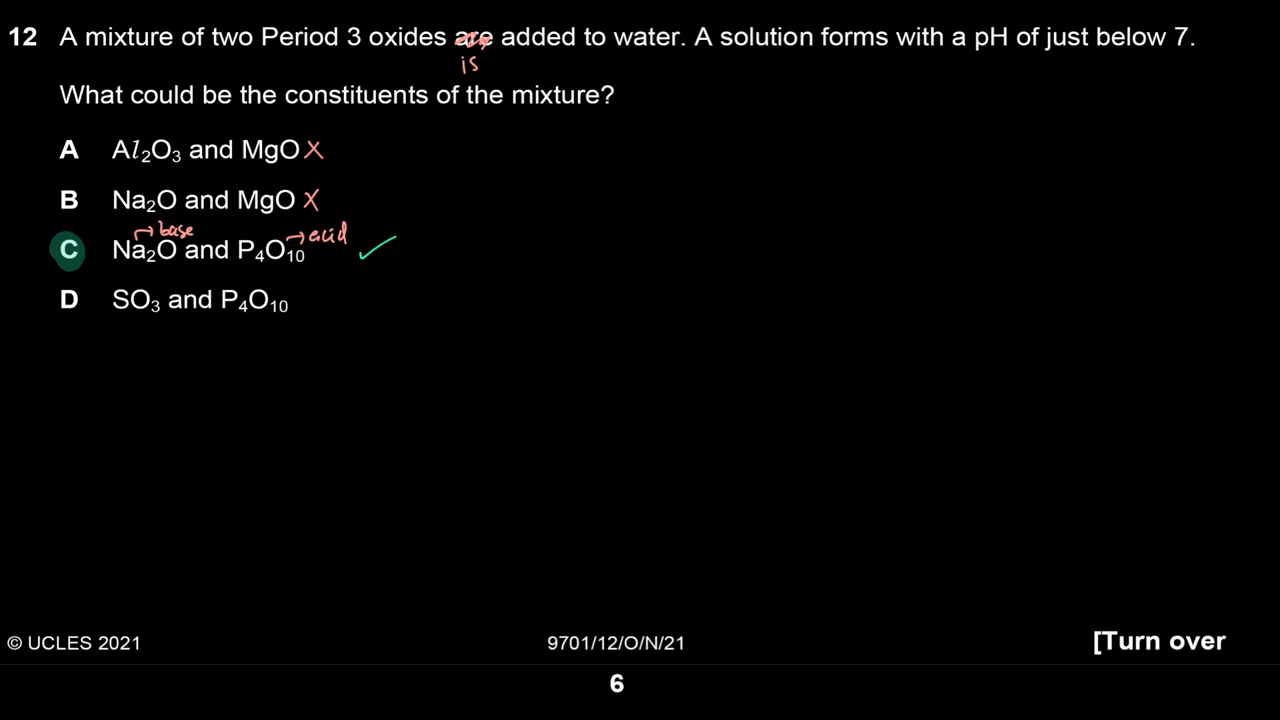 12 A mixture of two Period 3 oxides are added to water. A solution forms with a pH of just below 7.
is
What could be the constituents of the mixture?
A Al₂O₃ and MgO X
B Na₂O and MgO X
→base →acid
C Na₂O and P₄O₁₀ ✓
D SO₃ and P₄O₁₀
© UCLES 2021 9701/12/O/N/21 [Turn over
6